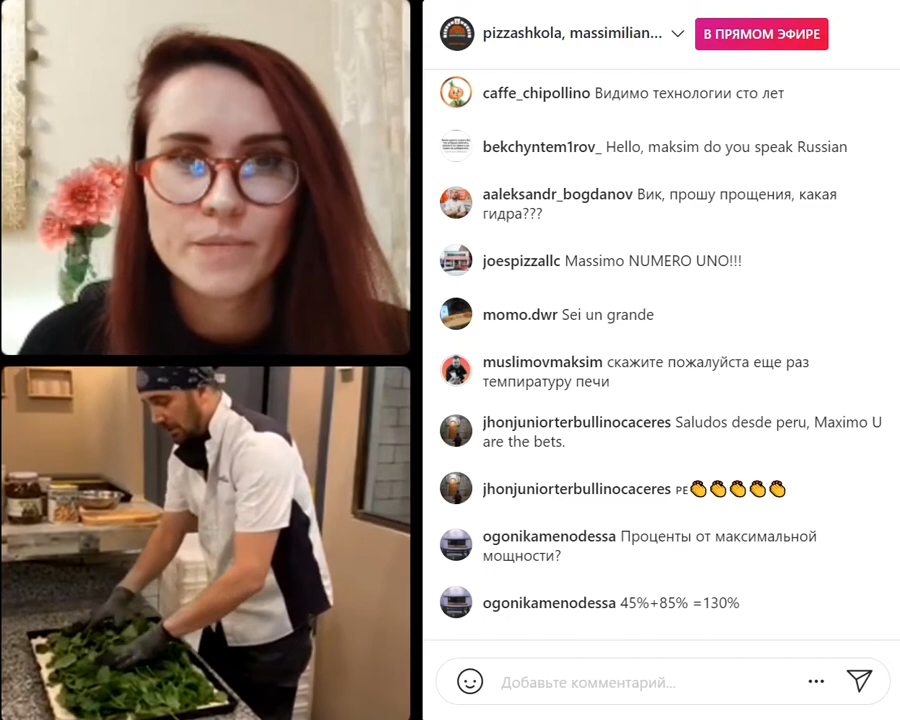 pizzashkola, massimilian...
В ПРЯМОМ ЭФИРЕ
caffe_chipollino Видимо технологии сто лет
bekchyntem1rov_ Hello, maksim do you speak Russian
aaleksandr_bogdanov Вик, прошу прощения, какая
гидра???
joespizzallc Massimo NUMERO UNO!!!
momo.dwr Sei un grande
muslimovmaksim скажите пожалуйста еще раз
темпиратуру печи
jhonjuniorterbullinocaceres Saludos desde peru, Maximo U
are the bets.
jhonjuniorterbullinocaceres PE👏👏👏👏👏
ogonikamenodessa Проценты от максимальной
мощности?
ogonikamenodessa 45%+85% =130%
Добавьте комментарий...